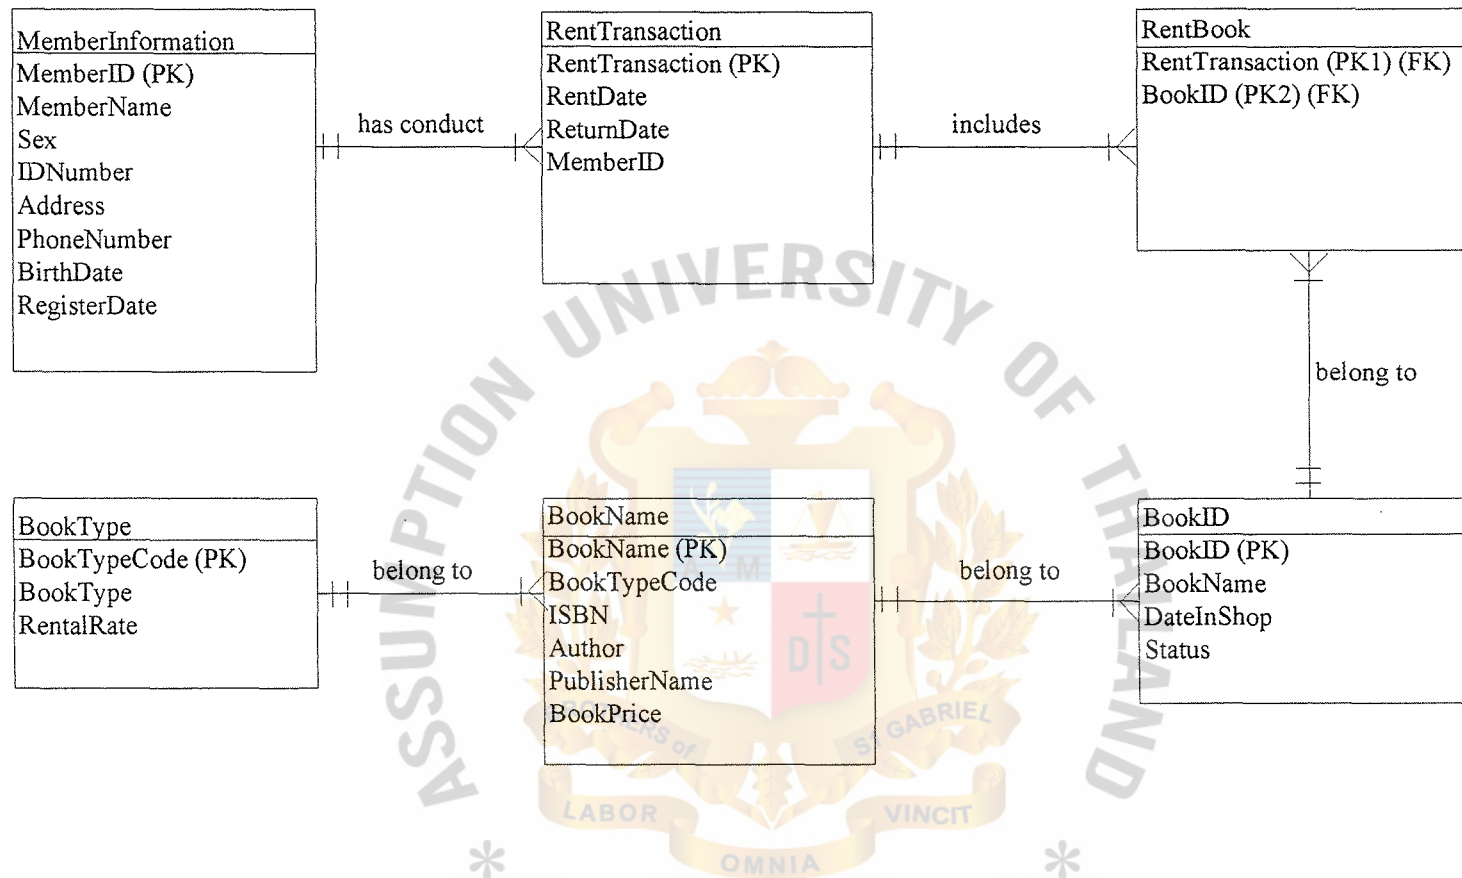 MemberInformation
MemberID (PK)
MemberName
Sex
IDNumber
Address
PhoneNumber
BirthDate
RegisterDate
has conduct
RentTransaction
RentTransaction (PK)
RentDate
ReturnDate
MemberID
includes
RentBook
RentTransaction (PK1) (FK)
BookID (PK2) (FK)
belong to
BookType
BookTypeCode (PK)
BookType
RentalRate
belong to
BookName
BookName (PK)
BookTypeCode
ISBN
Author
PublisherName
BookPrice
belong to
BookID
BookID (PK)
BookName
DateInShop
Status
ASSUMPTION UNIVERSITY OF THAILAND
A M
D S
BROTHERS of
ST GABRIEL
LABOR
OMNIA
VINCIT